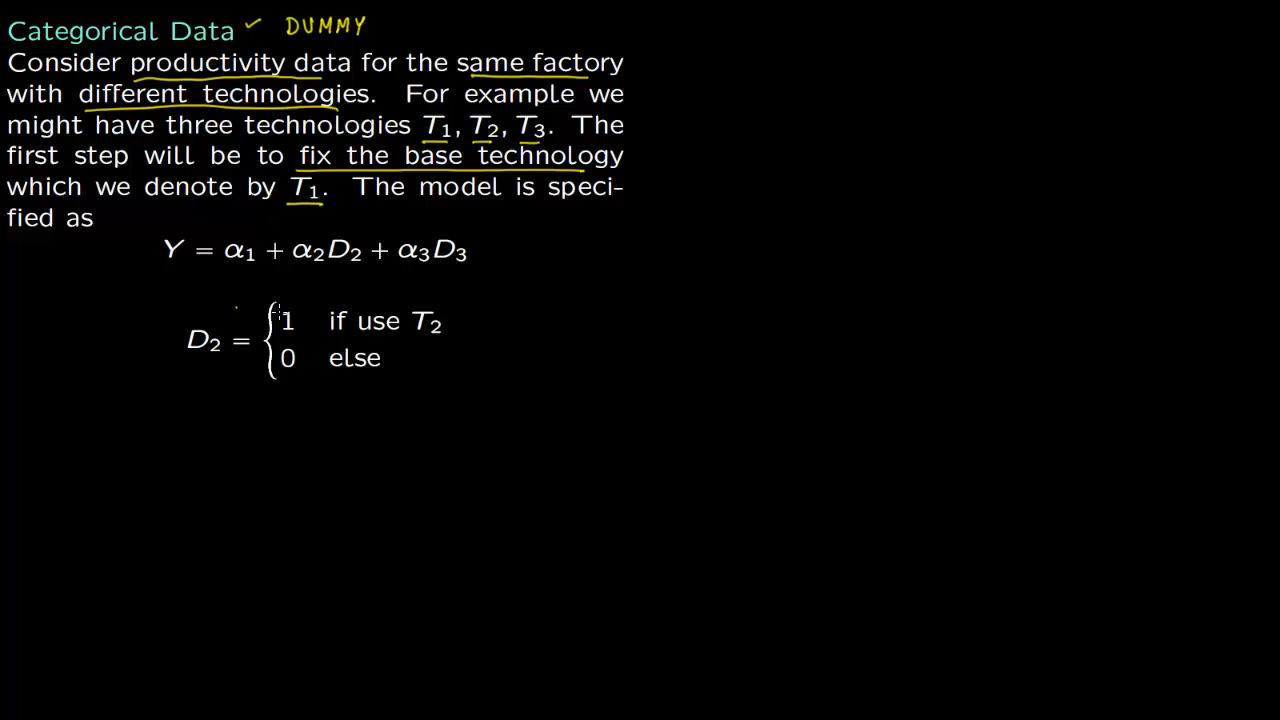 Categorical Data ✓ DUMMY
Consider productivity data for the same factory
with different technologies. For example we
might have three technologies T₁, T₂, T₃. The
first step will be to fix the base technology
which we denote by T₁. The model is speci-
fied as
Y = α₁ + α₂D₂ + α₃D₃
D₂ = { 1 if use T₂
0 else